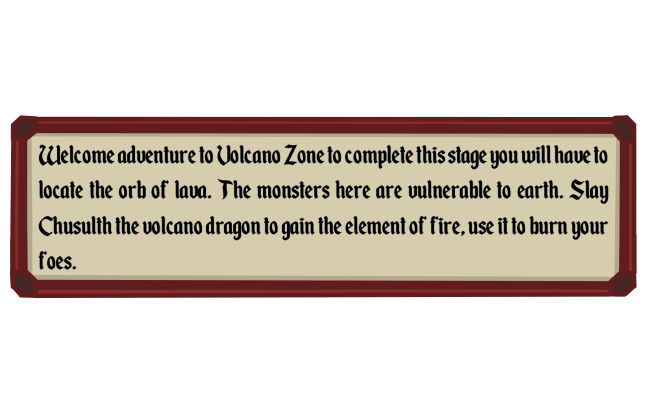 Welcome adventure to Volcano Zone to complete this stage you will have to
locate the orb of lava. The monsters here are vulnerable to earth. Slay
Chusulth the volcano dragon to gain the element of fire, use it to burn your
foes.